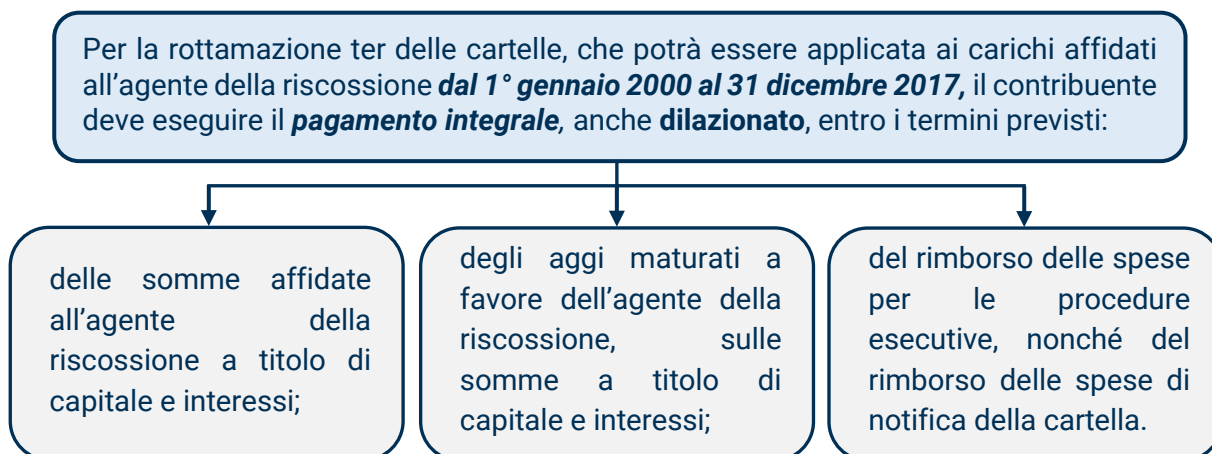 Per la rottamazione ter delle cartelle, che potrà essere applicata ai carichi affidati
all'agente della riscossione dal 1° gennaio 2000 al 31 dicembre 2017, il contribuente
deve eseguire il pagamento integrale, anche dilazionato, entro i termini previsti:
delle somme affidate
all'agente della
riscossione a titolo di
capitale e interessi;
degli aggi maturati a
favore dell'agente della
riscossione, sulle
somme a titolo di
capitale e interessi;
del rimborso delle spese
per le procedure
esecutive, nonché del
rimborso delle spese di
notifica della cartella.